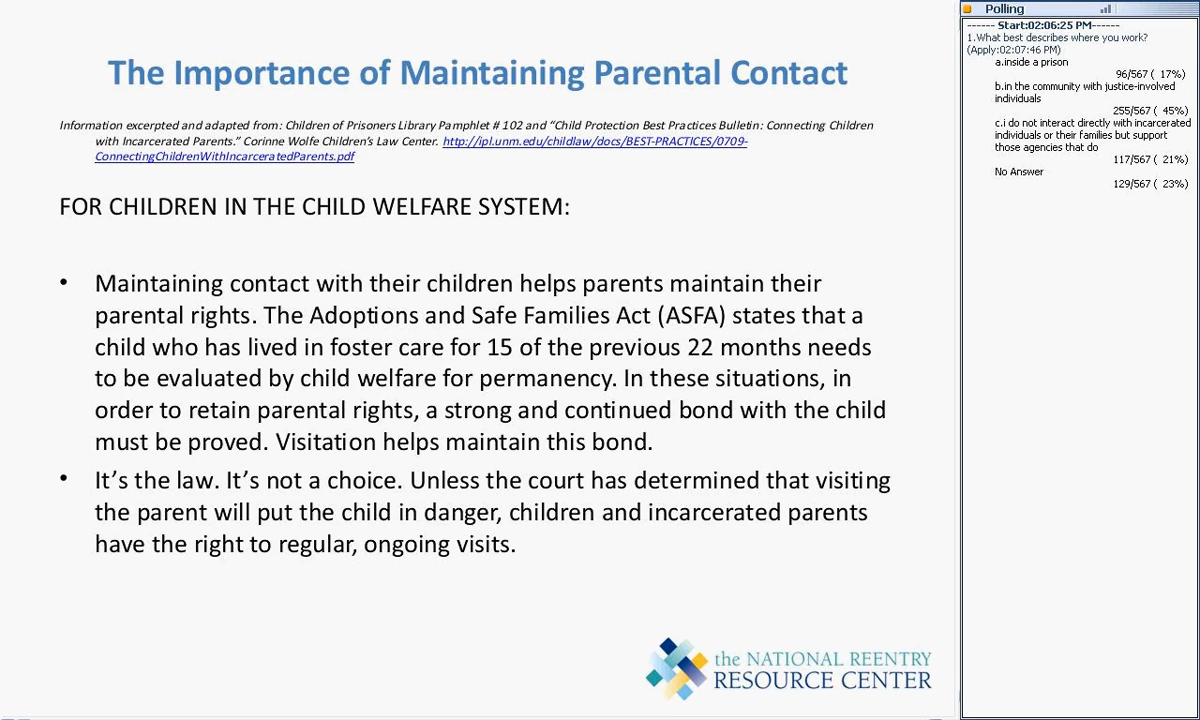 The Importance of Maintaining Parental Contact
Information excerpted and adapted from: Children of Prisoners Library Pamphlet # 102 and “Child Protection Best Practices Bulletin: Connecting Children
with Incarcerated Parents.” Corinne Wolfe Children’s Law Center. http://ipl.unm.edu/childlaw/docs/BEST-PRACTICES/0709-
ConnectingChildrenWithIncarceratedParents.pdf
FOR CHILDREN IN THE CHILD WELFARE SYSTEM:
• Maintaining contact with their children helps parents maintain their
parental rights. The Adoptions and Safe Families Act (ASFA) states that a
child who has lived in foster care for 15 of the previous 22 months needs
to be evaluated by child welfare for permanency. In these situations, in
order to retain parental rights, a strong and continued bond with the child
must be proved. Visitation helps maintain this bond.
• It’s the law. It’s not a choice. Unless the court has determined that visiting
the parent will put the child in danger, children and incarcerated parents
have the right to regular, ongoing visits.
the NATIONAL REENTRY
RESOURCE CENTER
Polling
------ Start:02:06:25 PM------
1.What best describes where you work?
(Apply:02:07:46 PM)
a.inside a prison
96/567 ( 17%)
b.in the community with justice-involved
individuals
255/567 ( 45%)
c.i do not interact directly with incarcerated
individuals or their families but support
those agencies that do
117/567 ( 21%)
No Answer
129/567 ( 23%)